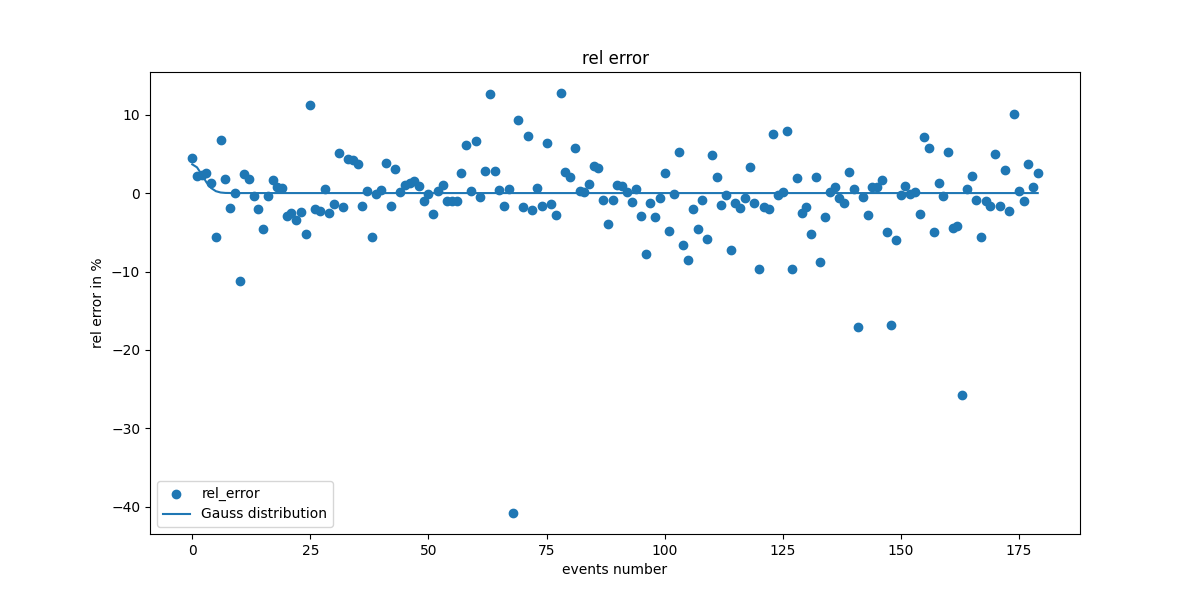 rel error
10
0
−10
−20
−30
−40
rel error in %
rel_error
Gauss distribution
0
25
50
75
100
125
150
175
events number